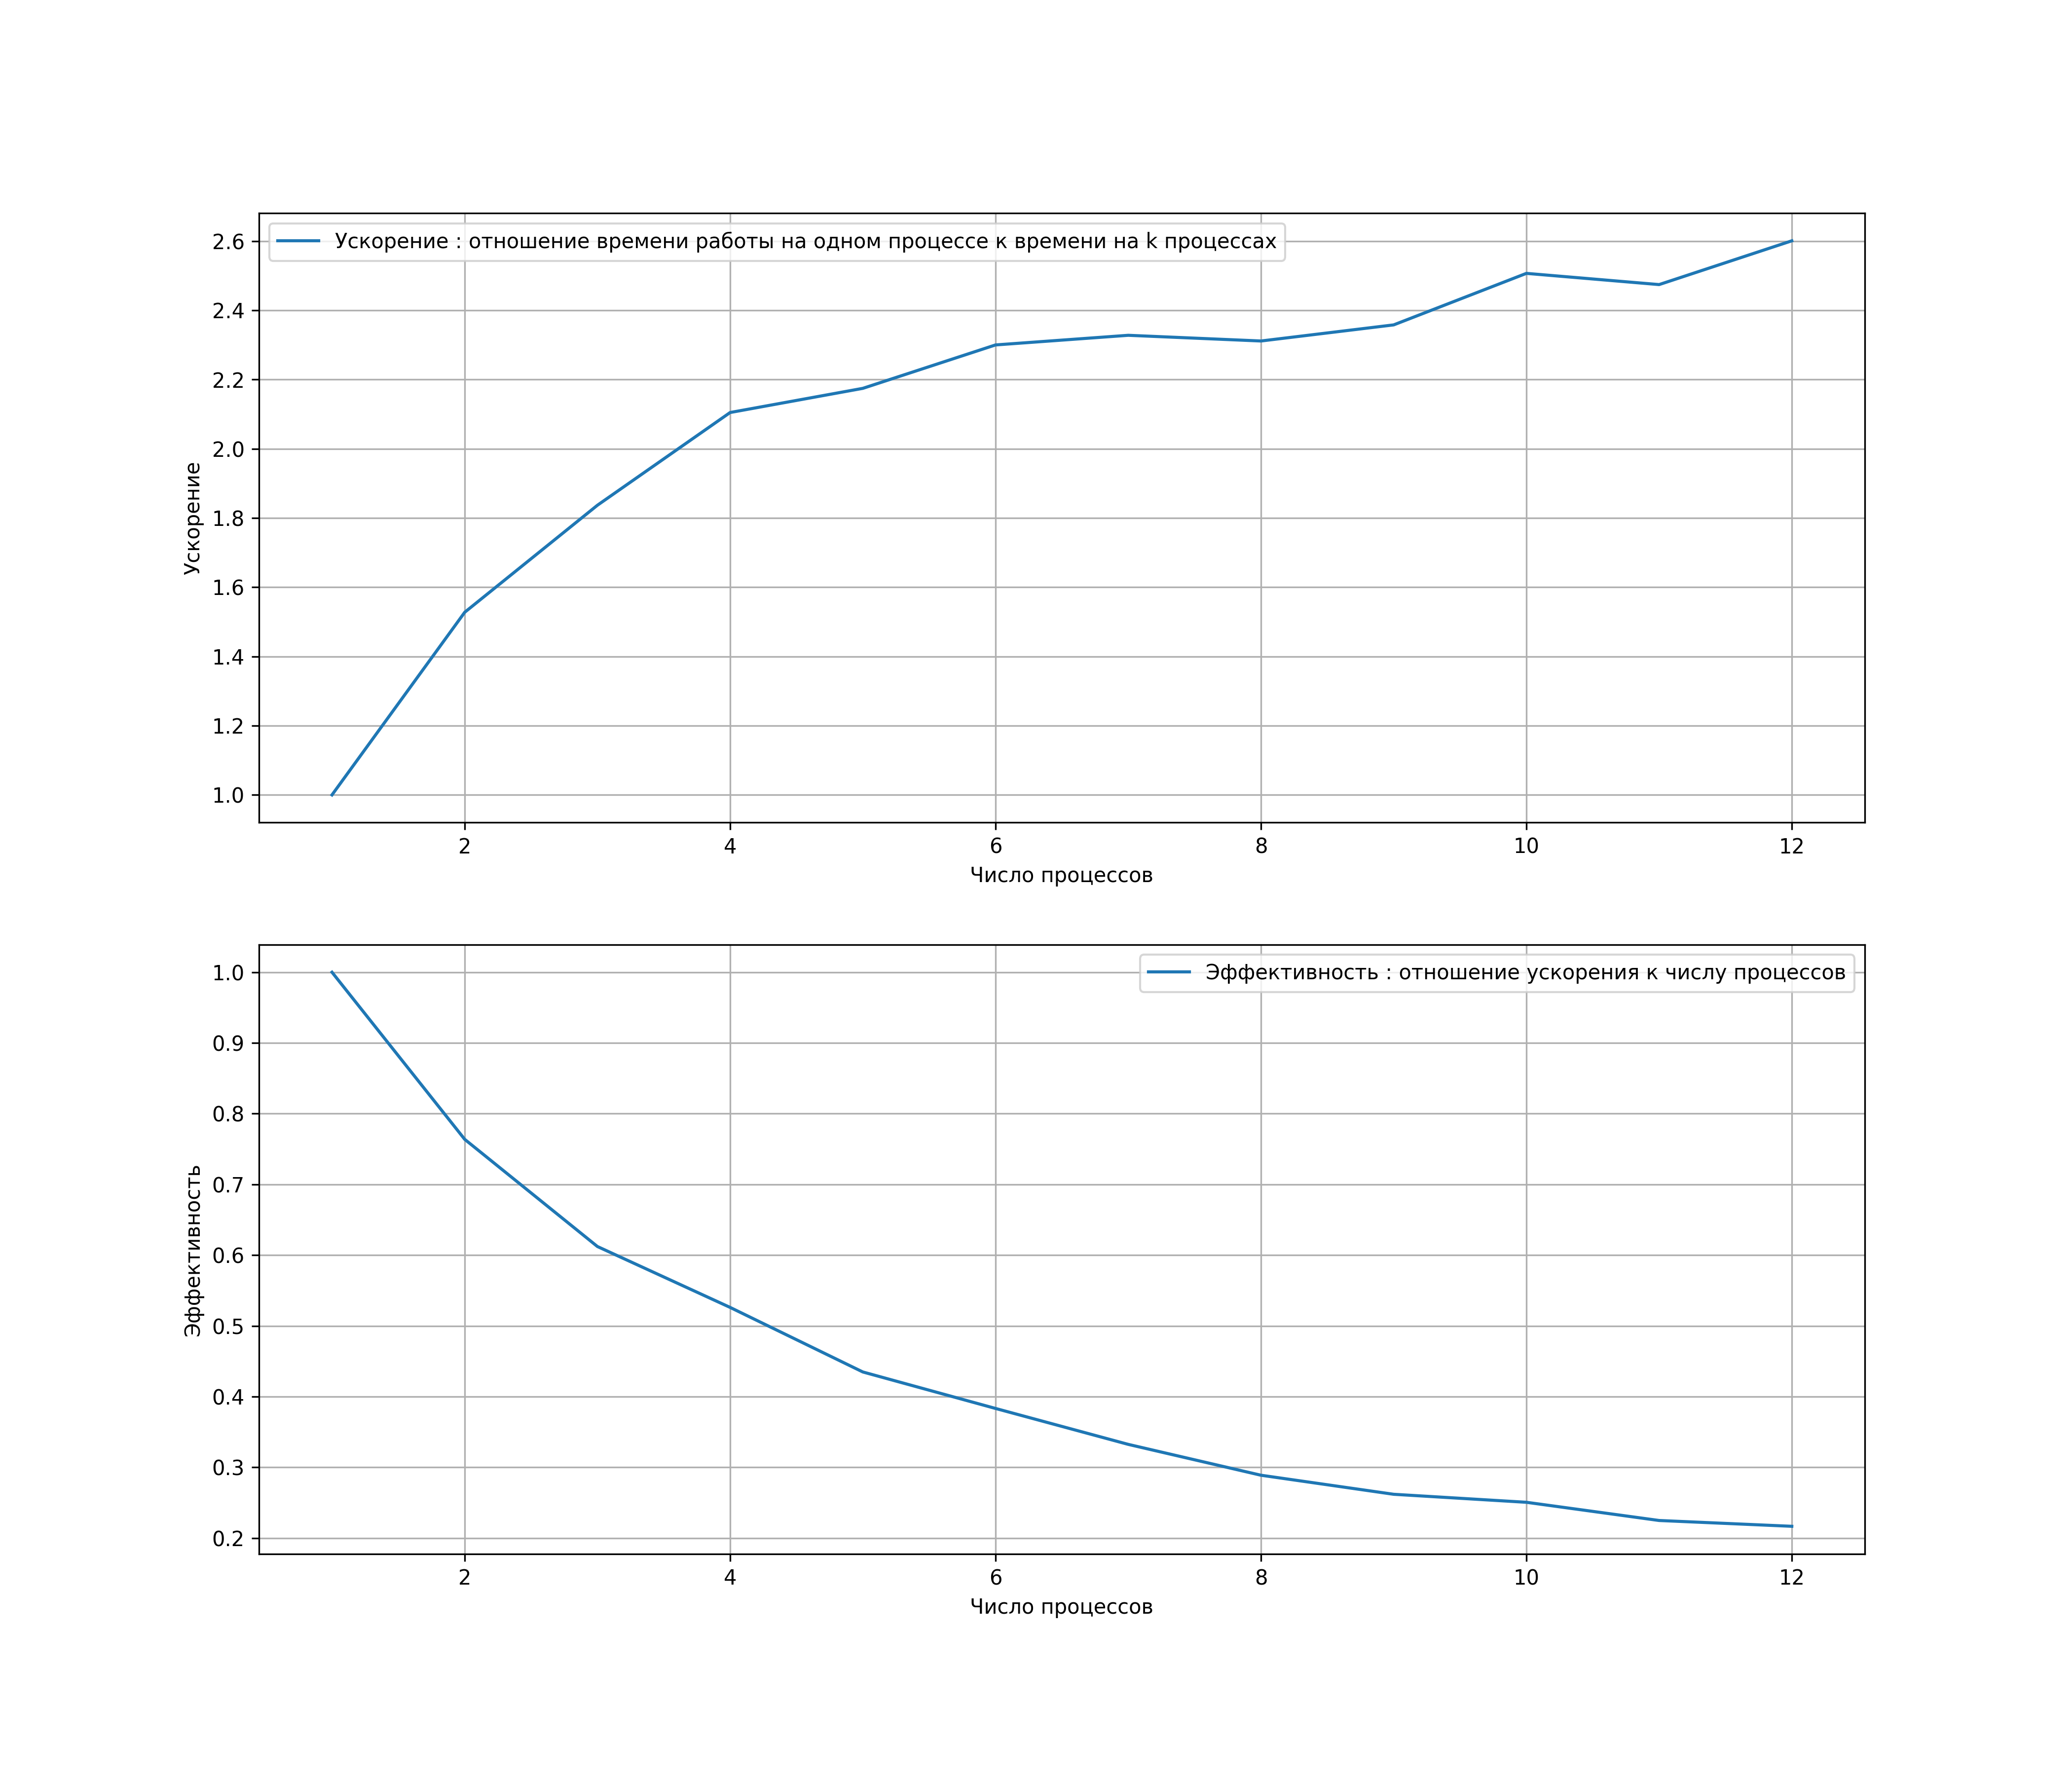 Ускорение : отношение времени работы на одном процессе к времени на k процессах
2.6
2.4
2.2
2.0
1.8
1.6
1.4
1.2
1.0
Ускорение
2 4 6 8 10 12
Число процессов
Эффективность : отношение ускорения к числу процессов
1.0
0.9
0.8
0.7
0.6
0.5
0.4
0.3
0.2
Эффективность
2 4 6 8 10 12
Число процессов